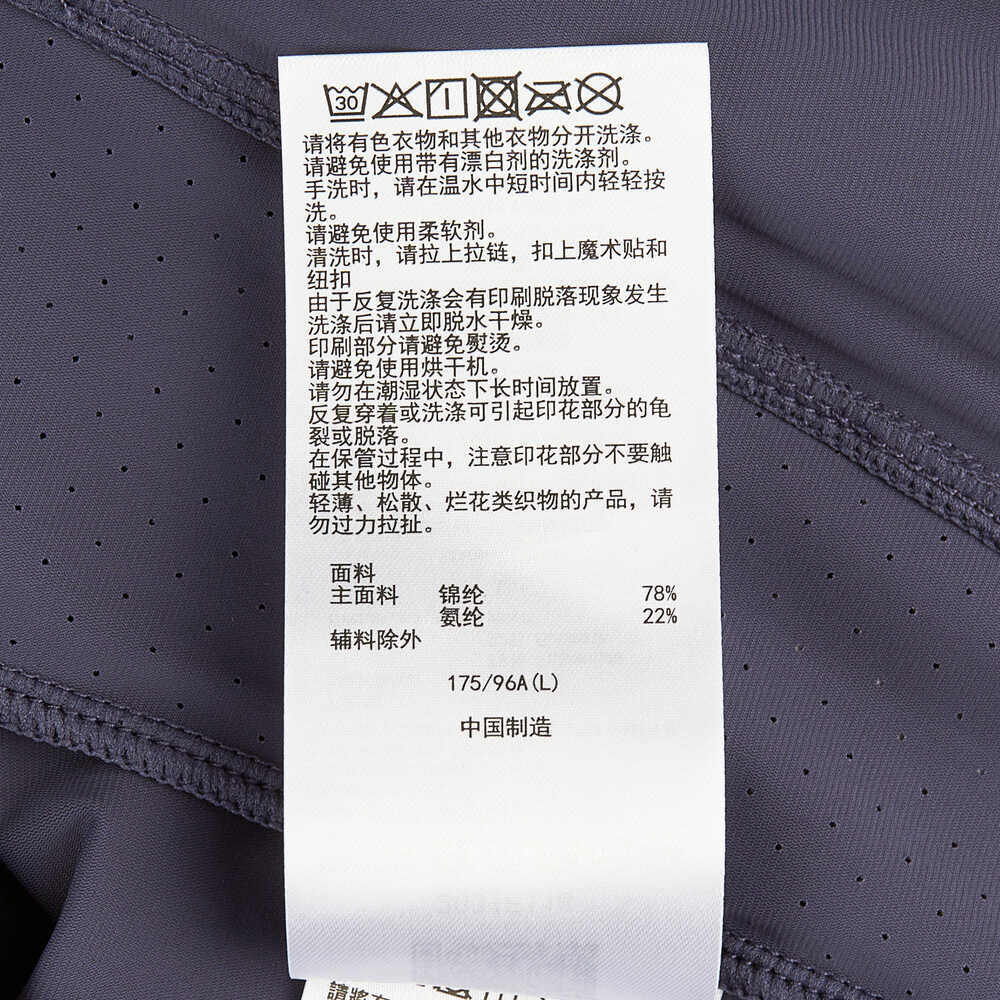 30
请将有色衣物和其他衣物分开洗涤。
请避免使用带有漂白剂的洗涤剂。
手洗时，请在温水中短时间内轻轻按
洗。
请避免使用柔软剂。
清洗时，请拉上拉链，扣上魔术贴和
纽扣
由于反复洗涤会有印刷脱落现象发生
洗涤后请立即脱水干燥。
印刷部分请避免熨烫。
请避免使用烘干机。
请勿在潮湿状态下长时间放置。
反复穿着或洗涤可引起印花部分的龟
裂或脱落。
在保管过程中，注意印花部分不要触
碰其他物体。
轻薄、松散、烂花类织物的产品，请
勿过力拉扯。
面料
主面料 锦纶 78%
氨纶 22%
辅料除外
175/96A(L)
中国制造
請將有